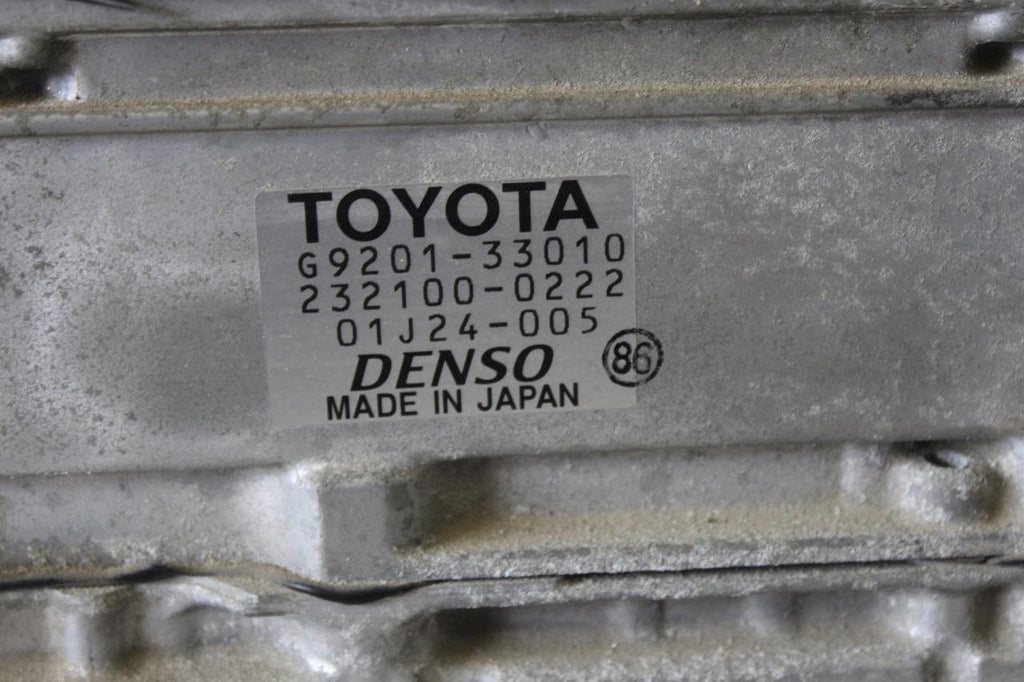 TOYOTA
G9201-33010
232100-0222
01J24-005
DENSO
86
MADE IN JAPAN